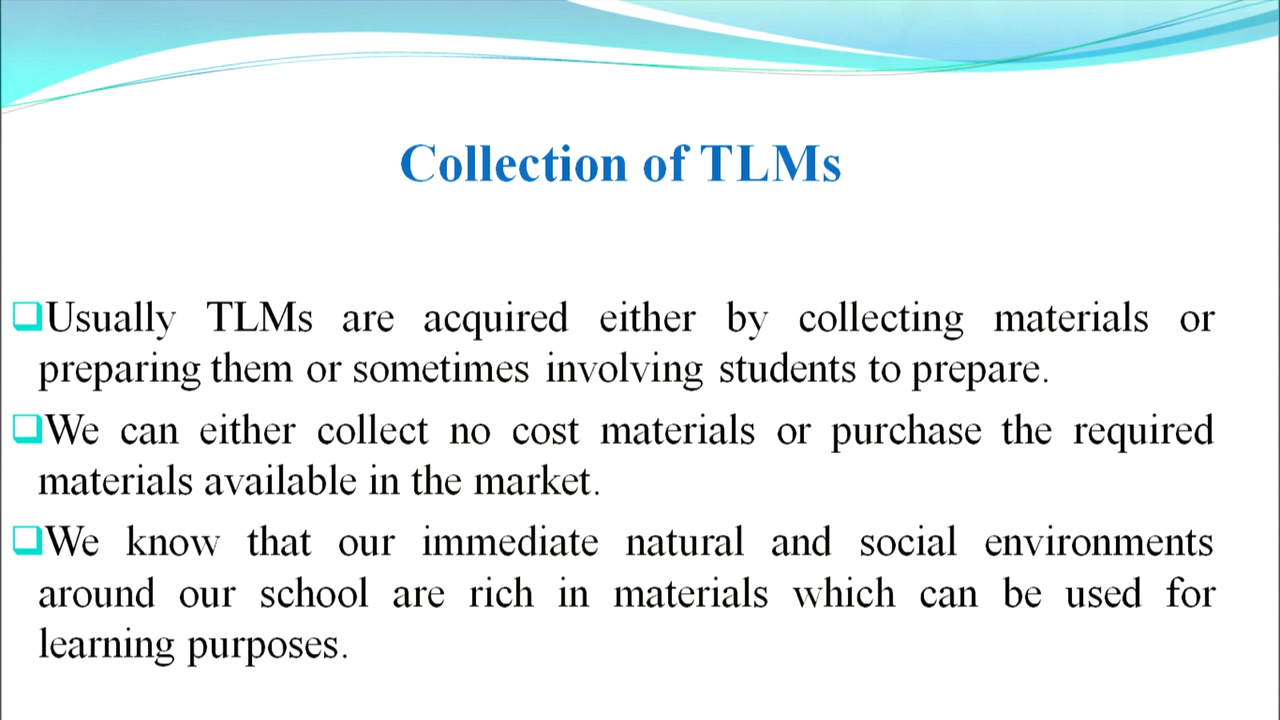 Collection of TLMs
Usually TLMs are acquired either by collecting materials or
preparing them or sometimes involving students to prepare.
We can either collect no cost materials or purchase the required
materials available in the market.
We know that our immediate natural and social environments
around our school are rich in materials which can be used for
learning purposes.